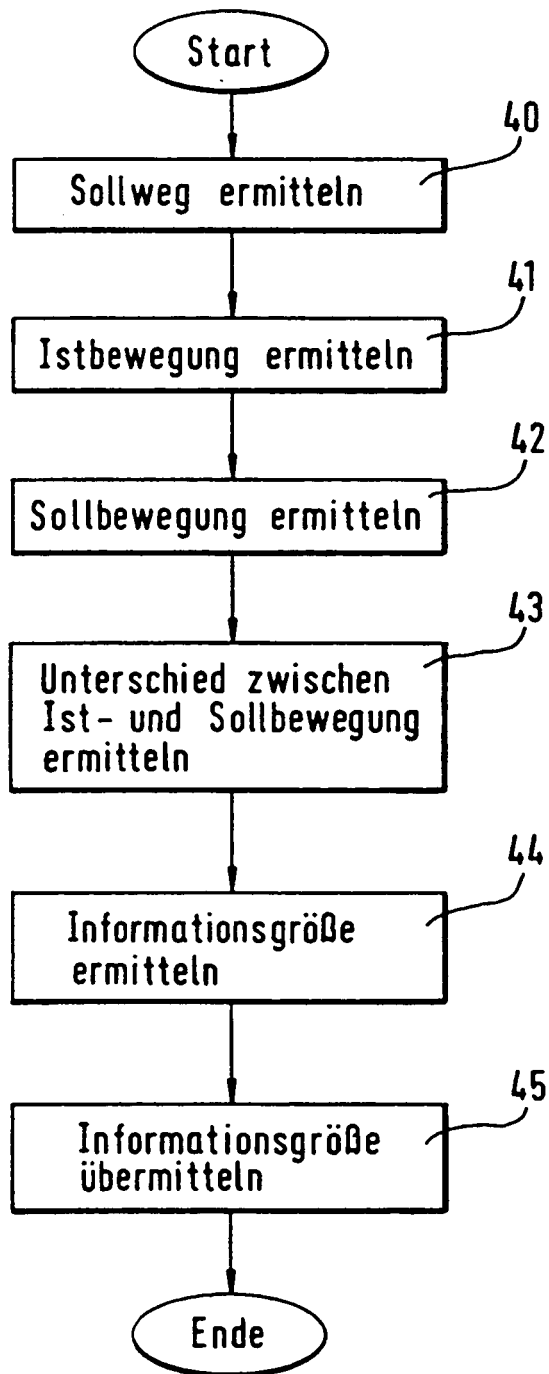 Start
40
Sollweg ermitteln
41
Istbewegung ermitteln
42
Sollbewegung ermitteln
43
Unterschied zwischen
Ist- und Sollbewegung
ermitteln
44
Informationsgröße
ermitteln
45
Informationsgröße
übermitteln
Ende